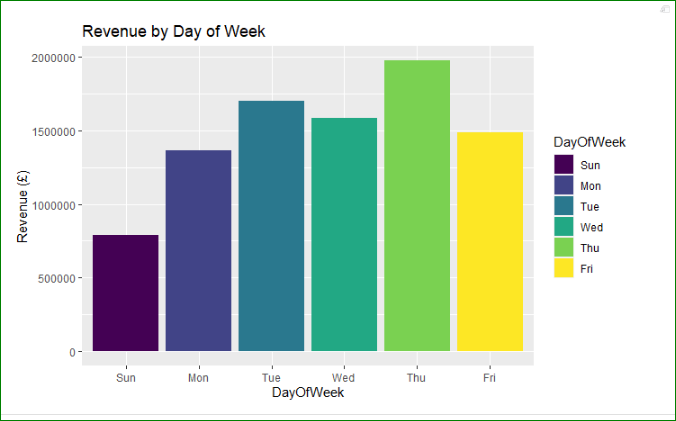 Revenue by Day of Week
2000000
1500000
1000000
500000
0
Revenue (£)
Sun Mon Tue Wed Thu Fri
DayOfWeek
DayOfWeek
Sun
Mon
Tue
Wed
Thu
Fri